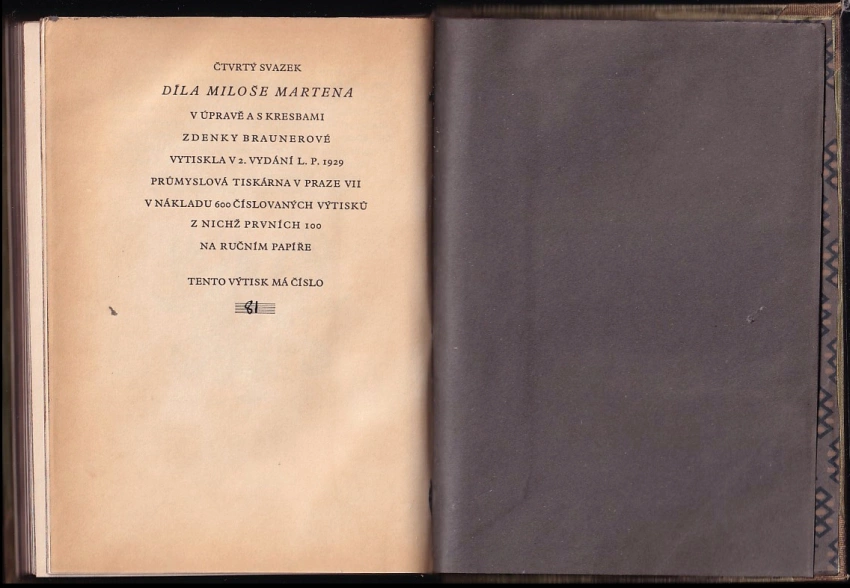 ČTVRTÝ SVAZEK
DÍLA MILOŠE MARTENA
V ÚPRAVĚ A S KRESBAMI
ZDENKY BRAUNEROVÉ
VYTISKLA V 2. VYDÁNÍ L. P. 1929
PRŮMYSLOVÁ TISKÁRNA V PRAZE VII
V NÁKLADU 600 ČÍSLOVANÝCH VÝTISKŮ
Z NICHŽ PRVNÍCH 100
NA RUČNÍM PAPÍŘE
TENTO VÝTISK MÁ ČÍSLO
81